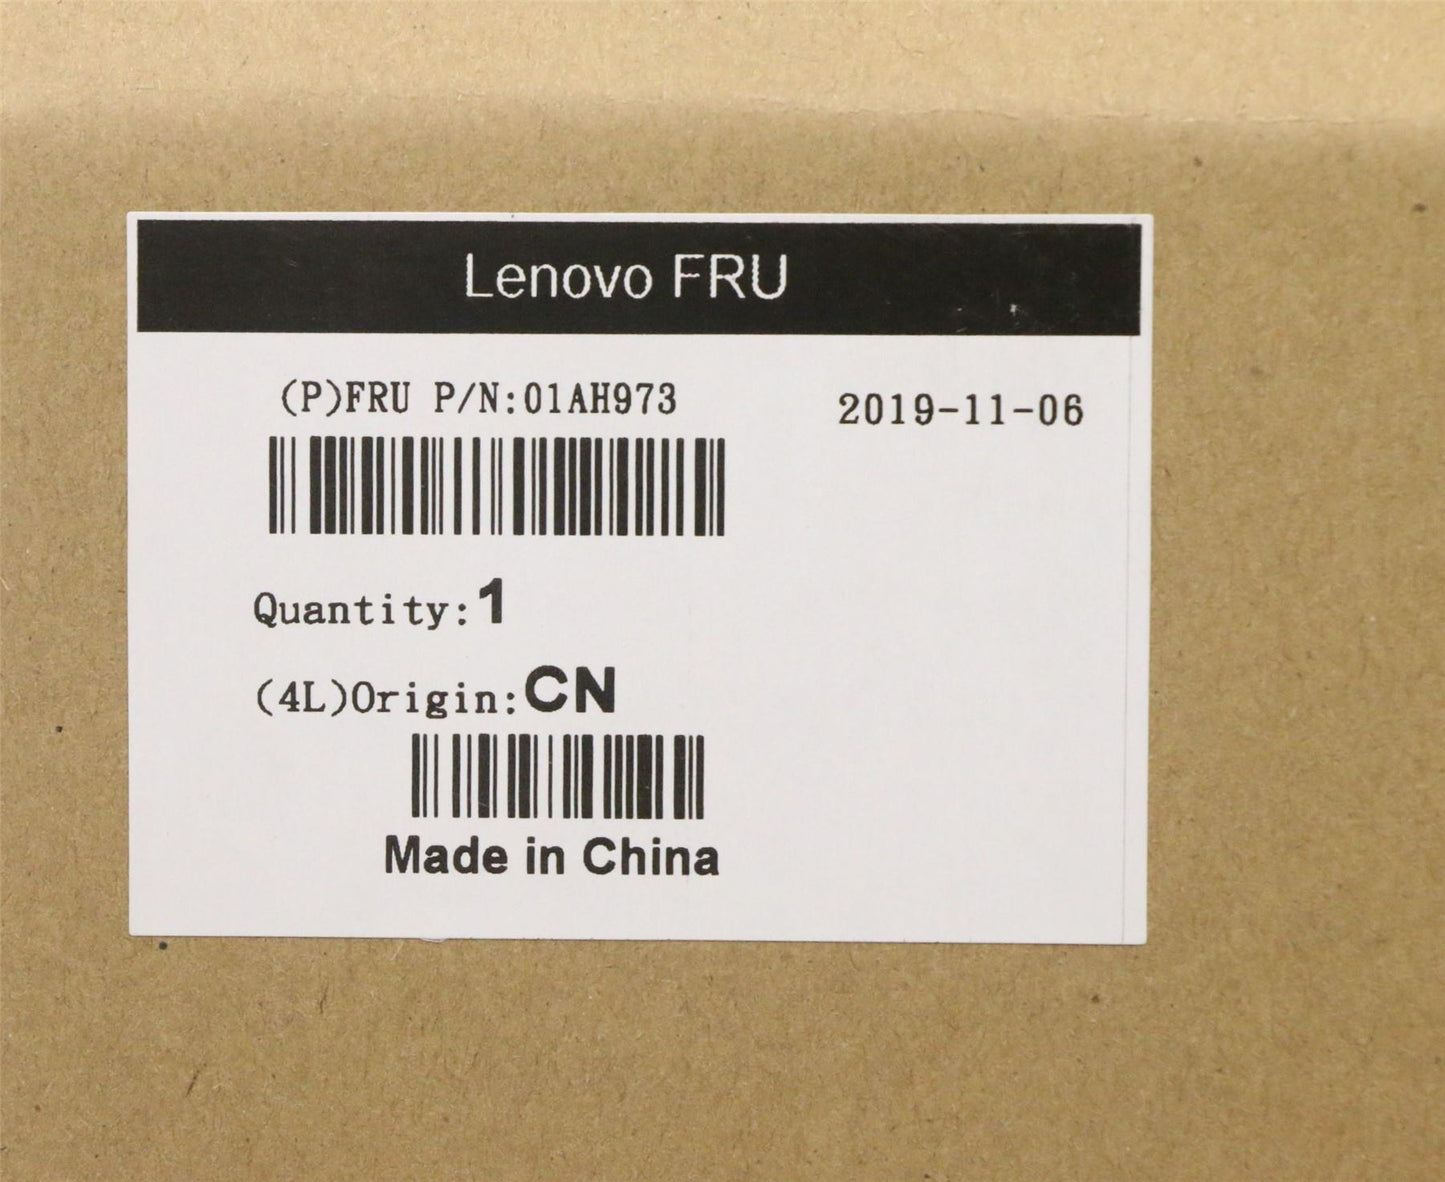 Lenovo FRU
(P)FRU P/N:01AH973
2019-11-06
Quantity:1
(4L)Origin:CN
Made in China